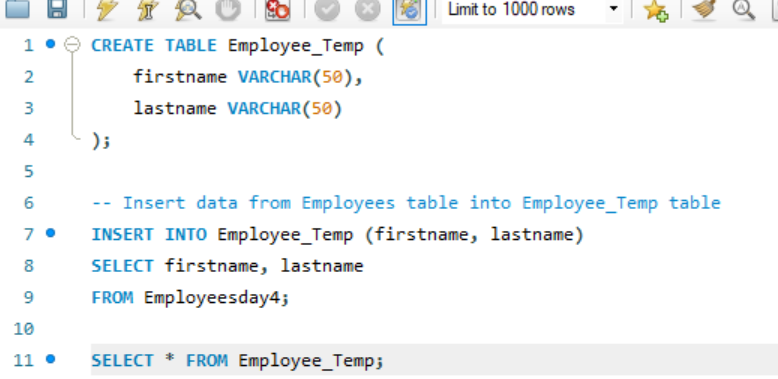 Limit to 1000 rows
1 CREATE TABLE Employee_Temp (
2 firstname VARCHAR(50),
3 lastname VARCHAR(50)
4 );
5
6 -- Insert data from Employees table into Employee_Temp table
7 INSERT INTO Employee_Temp (firstname, lastname)
8 SELECT firstname, lastname
9 FROM Employeesday4;
10
11 SELECT * FROM Employee_Temp;